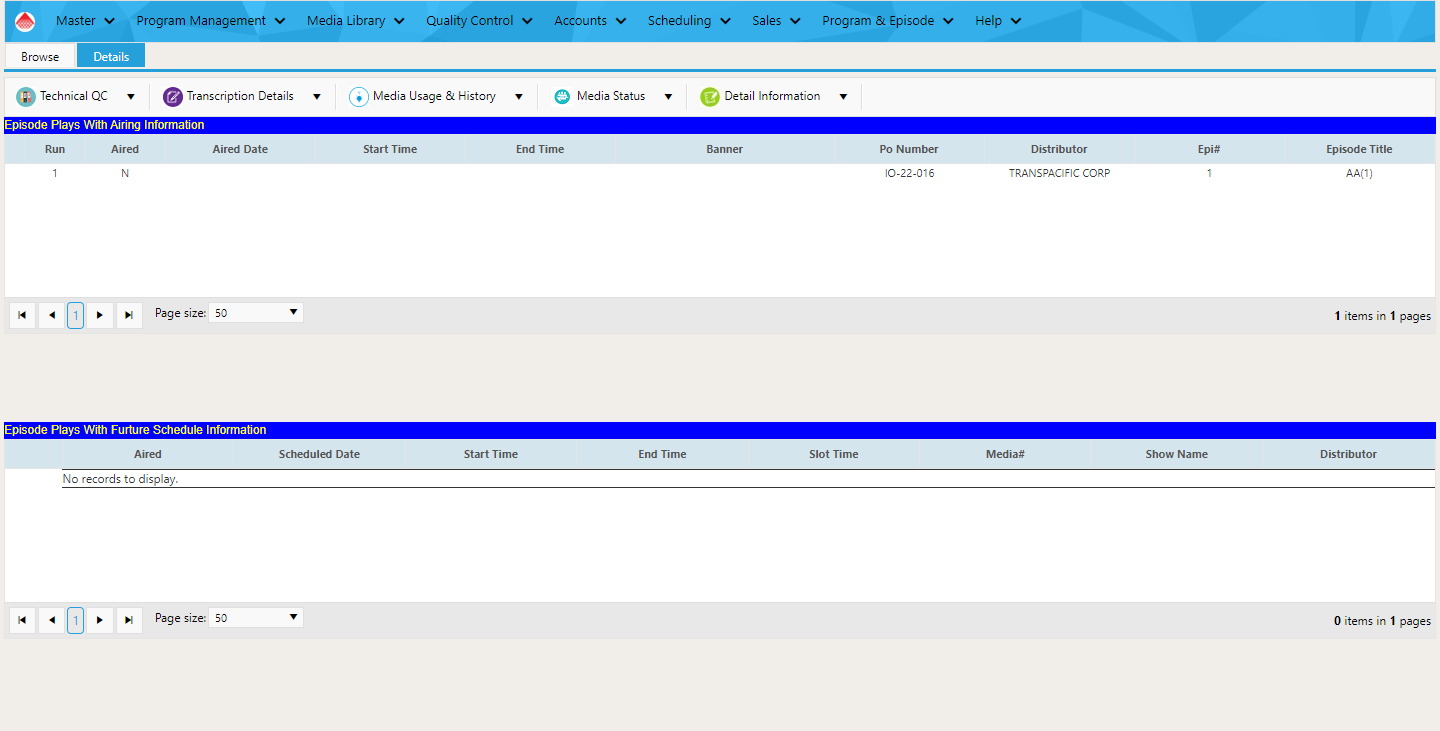 Master Program Management Media Library Quality Control Accounts Scheduling Sales Program & Episode Help
Browse Details
Technical QC Transcription Details Media Usage & History Media Status Detail Information
Episode Plays With Airing Information
Run Aired Aired Date Start Time End Time Banner Po Number Distributor Epi# Episode Title
1 N IO-22-016 TRANSPACIFIC CORP 1 AA(1)
1 Page size: 50 1 items in 1 pages
Episode Plays With Furture Schedule Information
Aired Scheduled Date Start Time End Time Slot Time Media# Show Name Distributor
No records to display.
1 Page size: 50 0 items in 1 pages